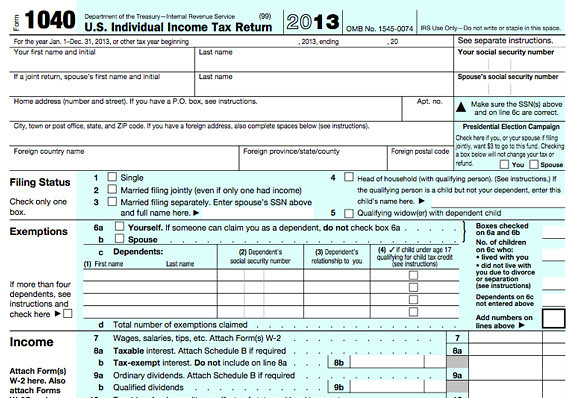 Form 1040 Department of the Treasury—Internal Revenue Service (99) U.S. Individual Income Tax Return 2013 OMB No. 1545-0074 IRS Use Only—Do not write or staple in this space.
For the year Jan. 1–Dec. 31, 2013, or other tax year beginning , 2013, ending , 20 See separate instructions.
Your first name and initial Last name Your social security number
If a joint return, spouse's first name and initial Last name Spouse's social security number
Home address (number and street). If you have a P.O. box, see instructions. Apt. no. ▲ Make sure the SSN(s) above
and on line 6c are correct.
City, town or post office, state, and ZIP code. If you have a foreign address, also complete spaces below (see instructions). Presidential Election Campaign
Check here if you, or your spouse if filing
jointly, want $3 to go to this fund. Checking
a box below will not change your tax or
refund. You Spouse
Foreign country name Foreign province/state/county Foreign postal code
Filing Status
Check only one
box.
1 Single
2 Married filing jointly (even if only one had income)
3 Married filing separately. Enter spouse's SSN above
and full name here. ▶
4 Head of household (with qualifying person). (See instructions.) If
the qualifying person is a child but not your dependent, enter this
child's name here. ▶
5 Qualifying widow(er) with dependent child
Exemptions
6a Yourself. If someone can claim you as a dependent, do not check box 6a . . . . .
b Spouse
c Dependents:
(1) First name Last name
(2) Dependent's
social security number
(3) Dependent's
relationship to you
(4) ✓ if child under age 17
qualifying for child tax credit
(see instructions)
If more than four
dependents, see
instructions and
check here ▶
d Total number of exemptions claimed
Boxes checked
on 6a and 6b
No. of children
on 6c who:
• lived with you
• did not live with
you due to divorce
or separation
(see instructions)
Dependents on 6c
not entered above
Add numbers on
lines above ▶
Income
Attach Form(s)
W-2 here. Also
attach Forms
7 Wages, salaries, tips, etc. Attach Form(s) W-2 7
8a Taxable interest. Attach Schedule B if required 8a
b Tax-exempt interest. Do not include on line 8a 8b
9a Ordinary dividends. Attach Schedule B if required 9a
b Qualified dividends 9b